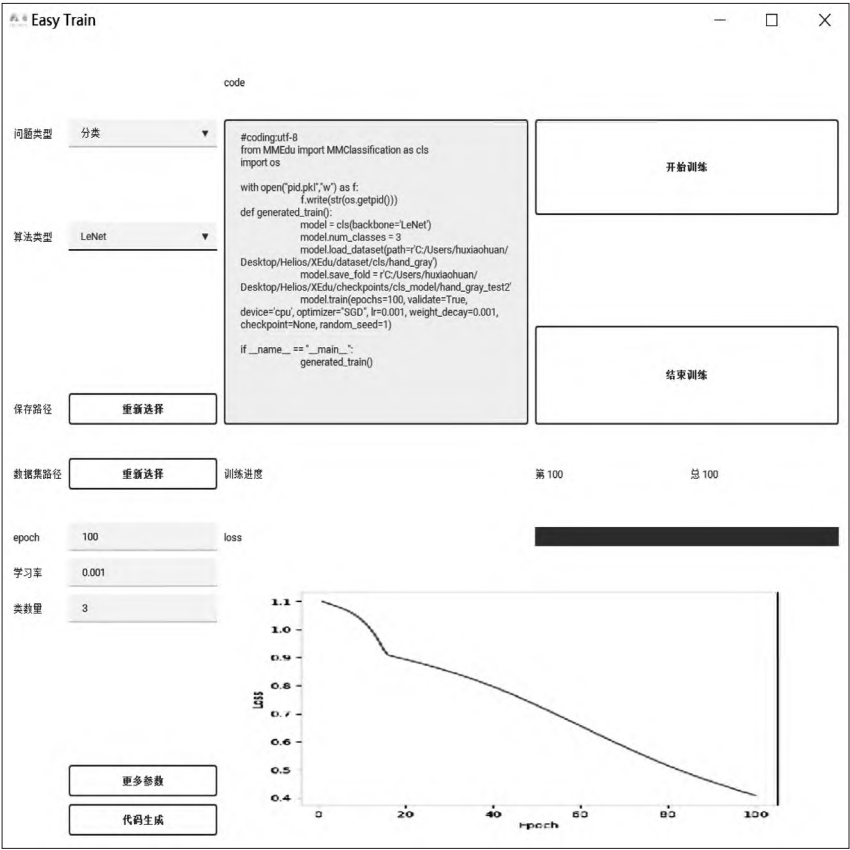 Easy Train
code
问题类型
分类
算法类型
LeNet
保存路径
重新选择
数据集路径
重新选择
epoch
100
学习率
0.001
类数量
3
更多参数
代码生成
#coding:utf-8
from MMEdu import MMClassification as cls
import os
with open("pid.pkl","w") as f:
f.write(str(os.getpid()))
def generated_train():
model = cls(backbone='LeNet')
model.num_classes = 3
model.load_dataset(path=r'C:/Users/huxiaohuan/
Desktop/Helios/XEdu/dataset/cls/hand_gray')
model.save_fold = r'C:/Users/huxiaohuan/
Desktop/Helios/XEdu/checkpoints/cls_model/hand_gray_test2'
model.train(epochs=100, validate=True,
device='cpu', optimizer="SGD", lr=0.001, weight_decay=0.001,
checkpoint=None, random_seed=1)
if __name__ == "__main__":
generated_train()
开始训练
结束训练
训练进度
第 100
总 100
loss
1.1
1.0
0.9
0.8
0.7
0.6
0.5
0.4
Loss
0
20
40
60
80
100
Epoch